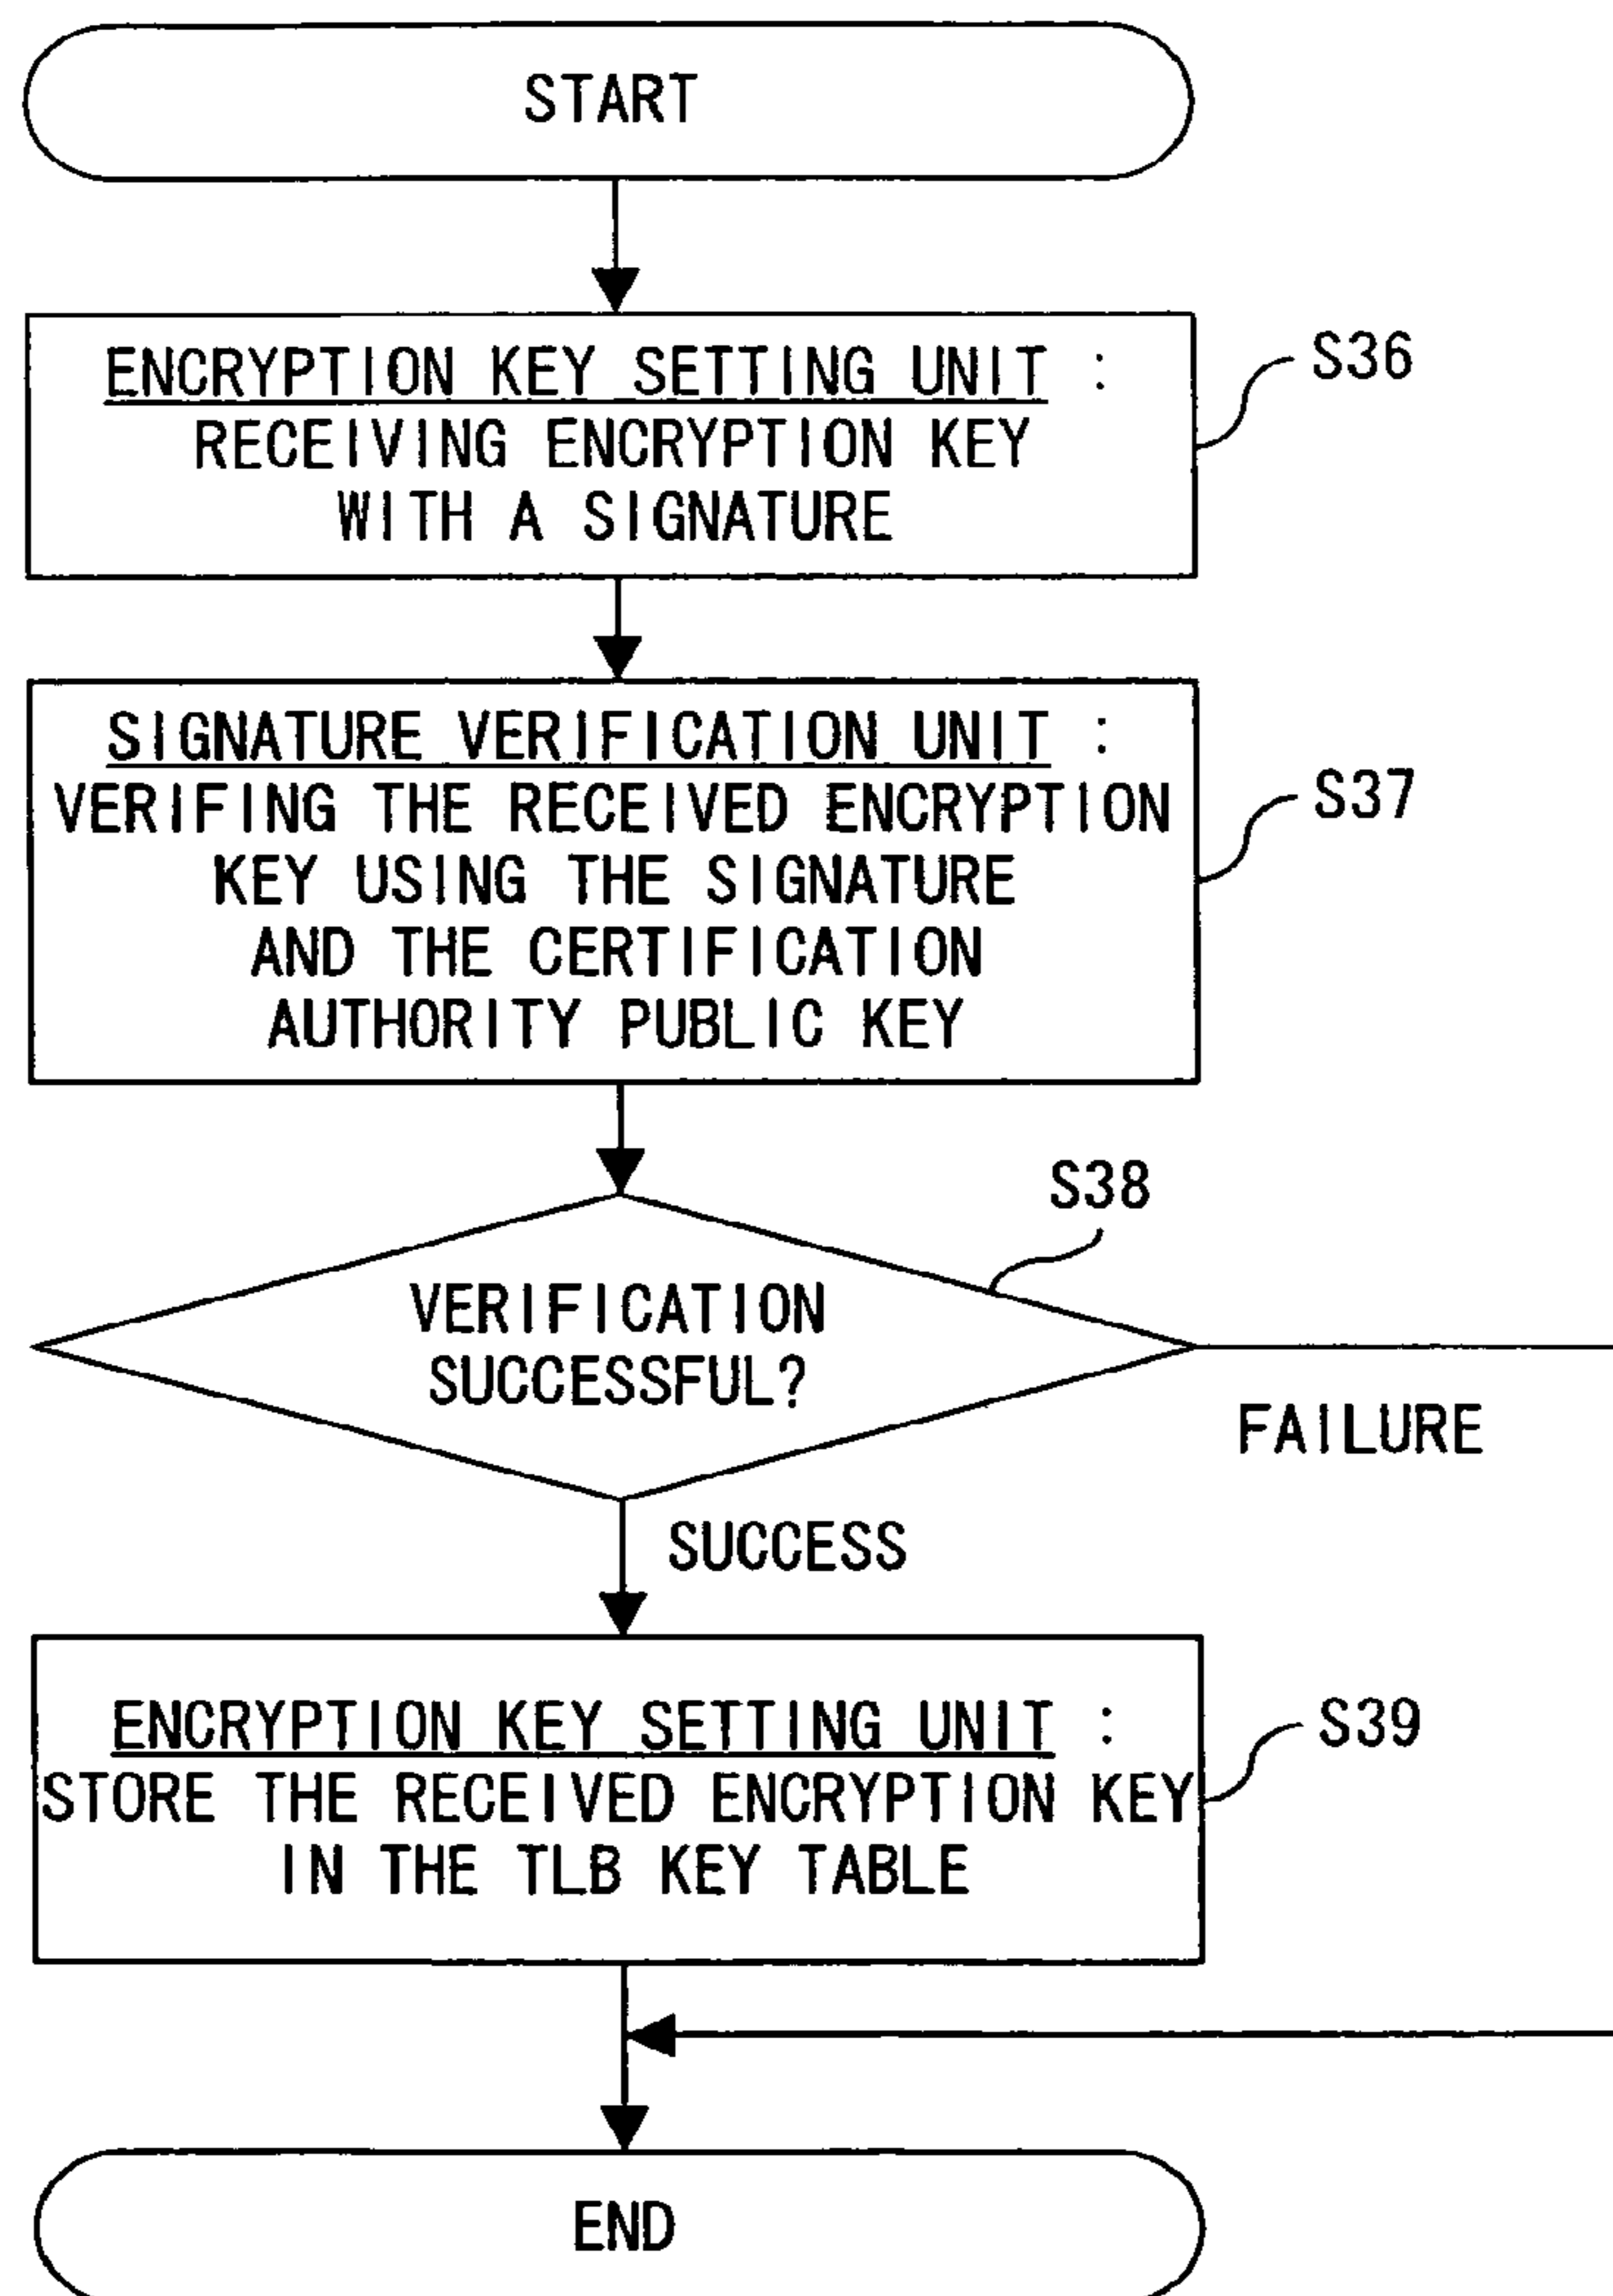 START
ENCRYPTION KEY SETTING UNIT :
RECEIVING ENCRYPTION KEY
WITH A SIGNATURE
S36
SIGNATURE VERIFICATION UNIT :
VERIFING THE RECEIVED ENCRYPTION
KEY USING THE SIGNATURE
AND THE CERTIFICATION
AUTHORITY PUBLIC KEY
S37
S38
VERIFICATION
SUCCESSFUL?
FAILURE
SUCCESS
ENCRYPTION KEY SETTING UNIT :
STORE THE RECEIVED ENCRYPTION KEY
IN THE TLB KEY TABLE
S39
END